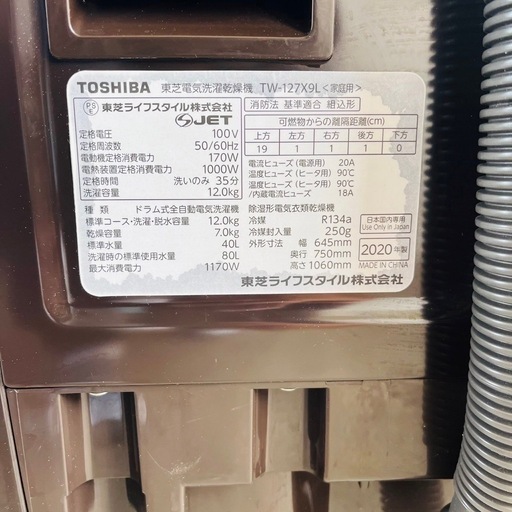 TOSHIBA 東芝電気洗濯乾燥機 TW-127X9L<家庭用>
PSE 東芝ライフスタイル株式会社
S JET
定格電圧 100V
定格周波数 50/60Hz
電動機定格消費電力 170W
電熱装置定格消費電力 1000W
定格時間 洗いのみ 35分
洗濯容量 12.0kg
消防法 基準適合 組込形
可燃物からの離隔距離(cm)
上方 左方 右方 後方 下方
19 1 1 1 0
電流ヒューズ(電源用) 20A
温度ヒューズ(ヒータ用) 90℃
温度ヒューズ(ヒータ用) 90℃
/内蔵電流ヒューズ 18A
種類 ドラム式全自動電気洗濯機
標準コース・洗濯・脱水容量 12.0kg
乾燥容量 7.0kg
標準水量 40L
洗濯時の標準使用水量 80L
最大消費電力 1170W
除湿形電気衣類乾燥機
冷媒 R134a
冷媒封入量 250g
外形寸法 幅 645mm
奥行 750mm
高さ 1060mm
日本国内専用
Use Only in Japan
2020年製
MADE IN CHINA
東芝ライフスタイル株式会社